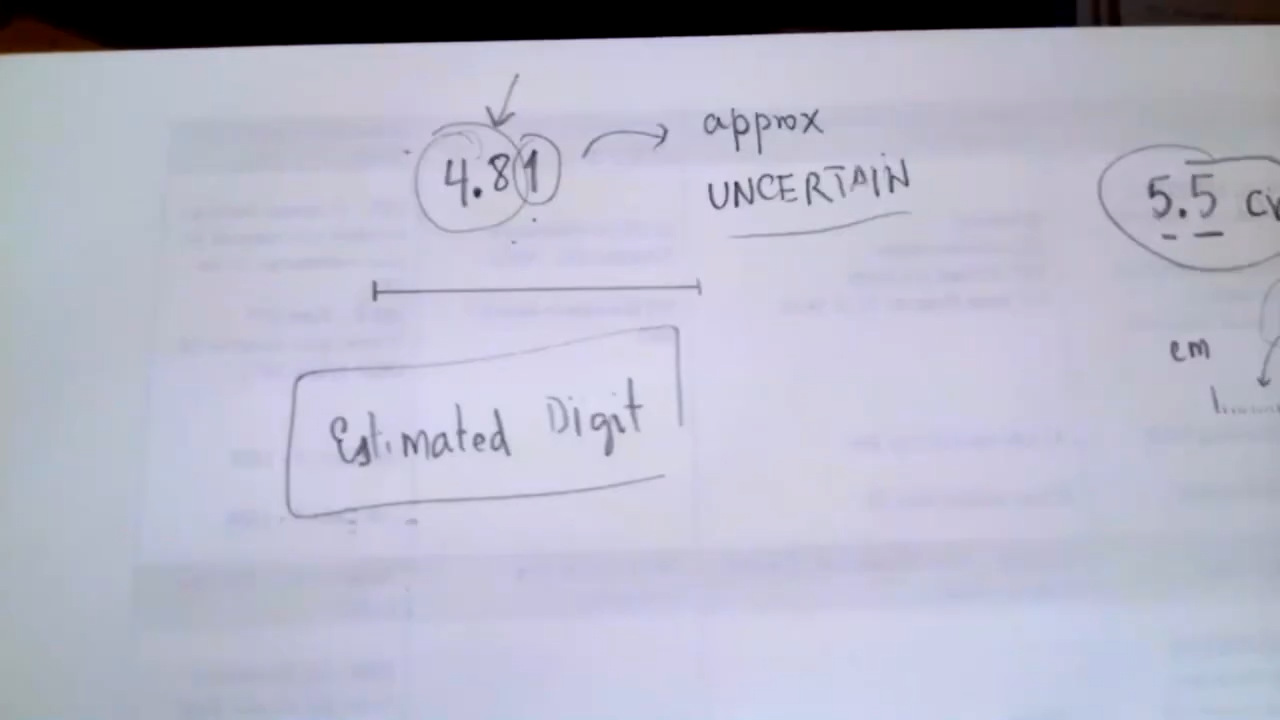 4.81
approx
UNCERTAIN
5.5
cm
Estimated Digit